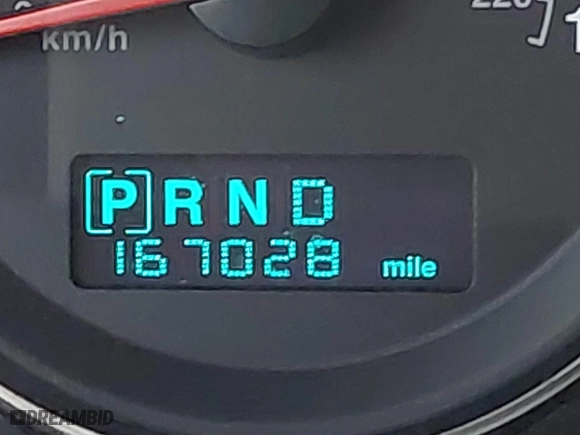 km/h
220
[P] R N D
167028 mile
DREAMBID